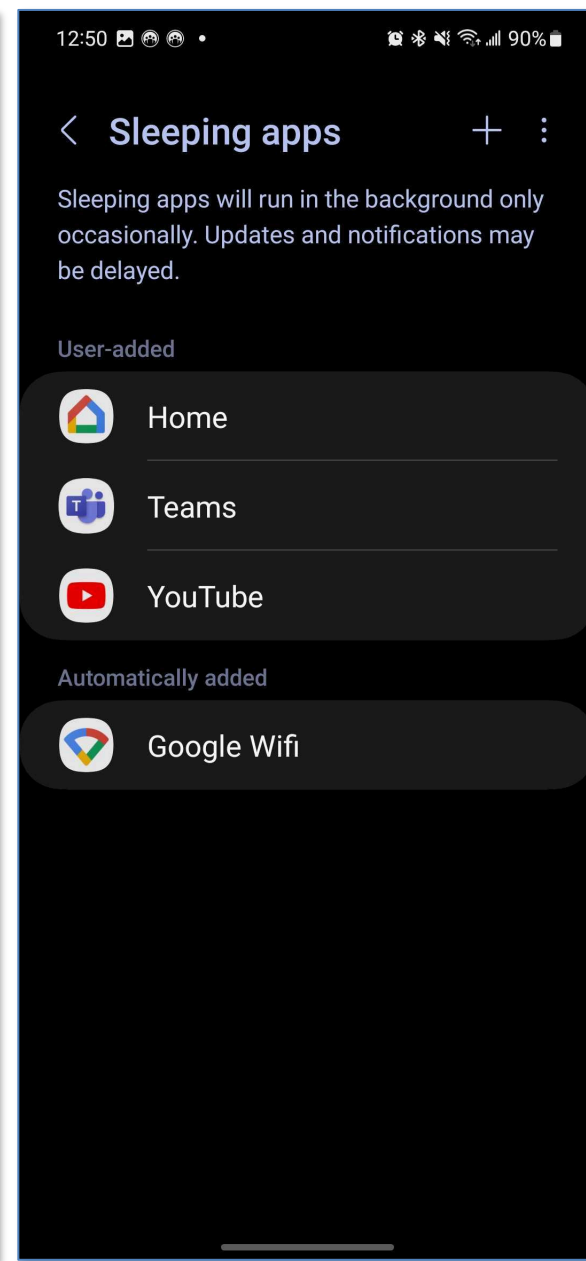 12:50 90%
Sleeping apps
Sleeping apps will run in the background only
occasionally. Updates and notifications may
be delayed.
User-added
Home
T
Teams
YouTube
Automatically added
Google Wifi